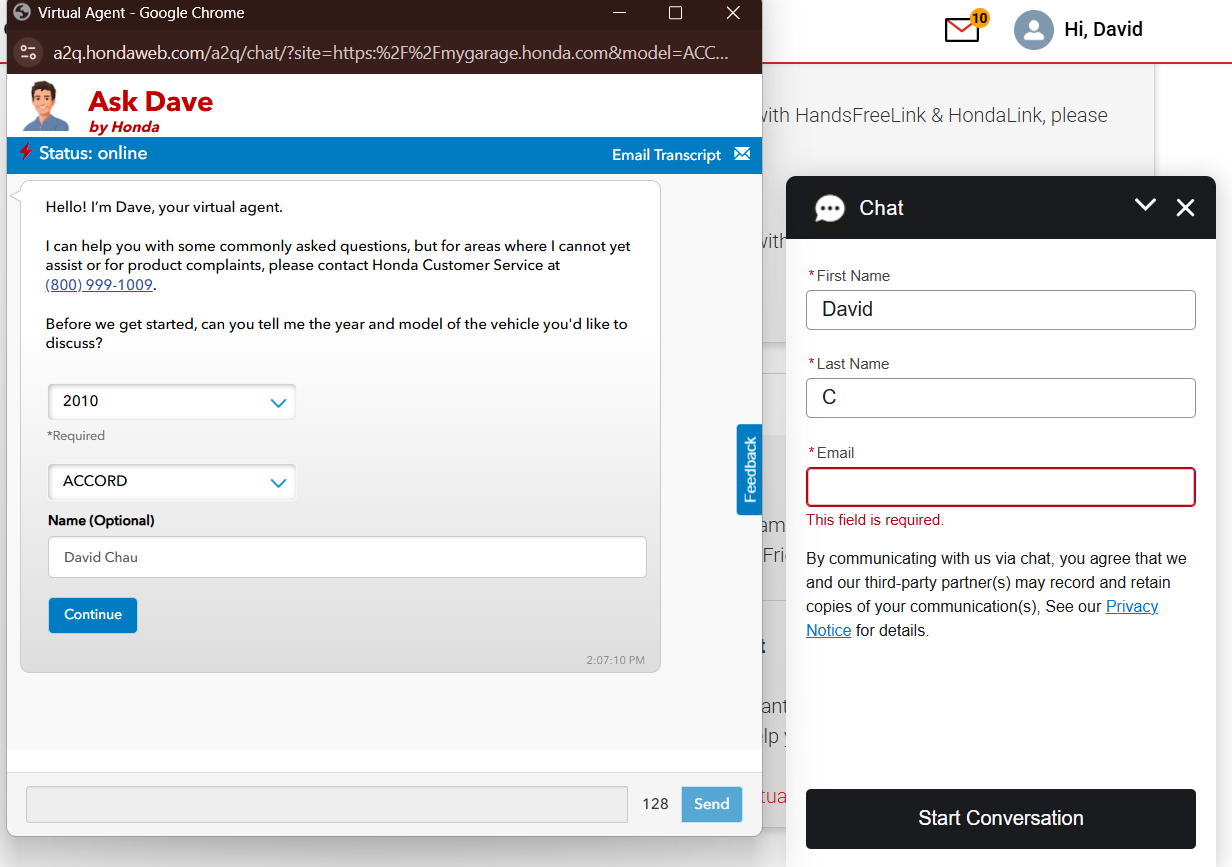 Virtual Agent - Google Chrome
a2q.hondaweb.com/a2q/chat/?site=https:%2F%2Fmygarage.honda.com&model=ACC...
Ask Dave
by Honda
Status: online
Email Transcript
Hello! I'm Dave, your virtual agent.
I can help you with some commonly asked questions, but for areas where I cannot yet
assist or for product complaints, please contact Honda Customer Service at
(800) 999-1009.
Before we get started, can you tell me the year and model of the vehicle you'd like to
discuss?
2010
*Required
ACCORD
Name (Optional)
David Chau
Continue
2:07:10 PM
Feedback
128
Send
10
Hi, David
with HandsFreeLink & HondaLink, please
Chat
*First Name
David
*Last Name
C
*Email
This field is required.
By communicating with us via chat, you agree that we
and our third-party partner(s) may record and retain
copies of your communication(s), See our Privacy
Notice for details.
Start Conversation